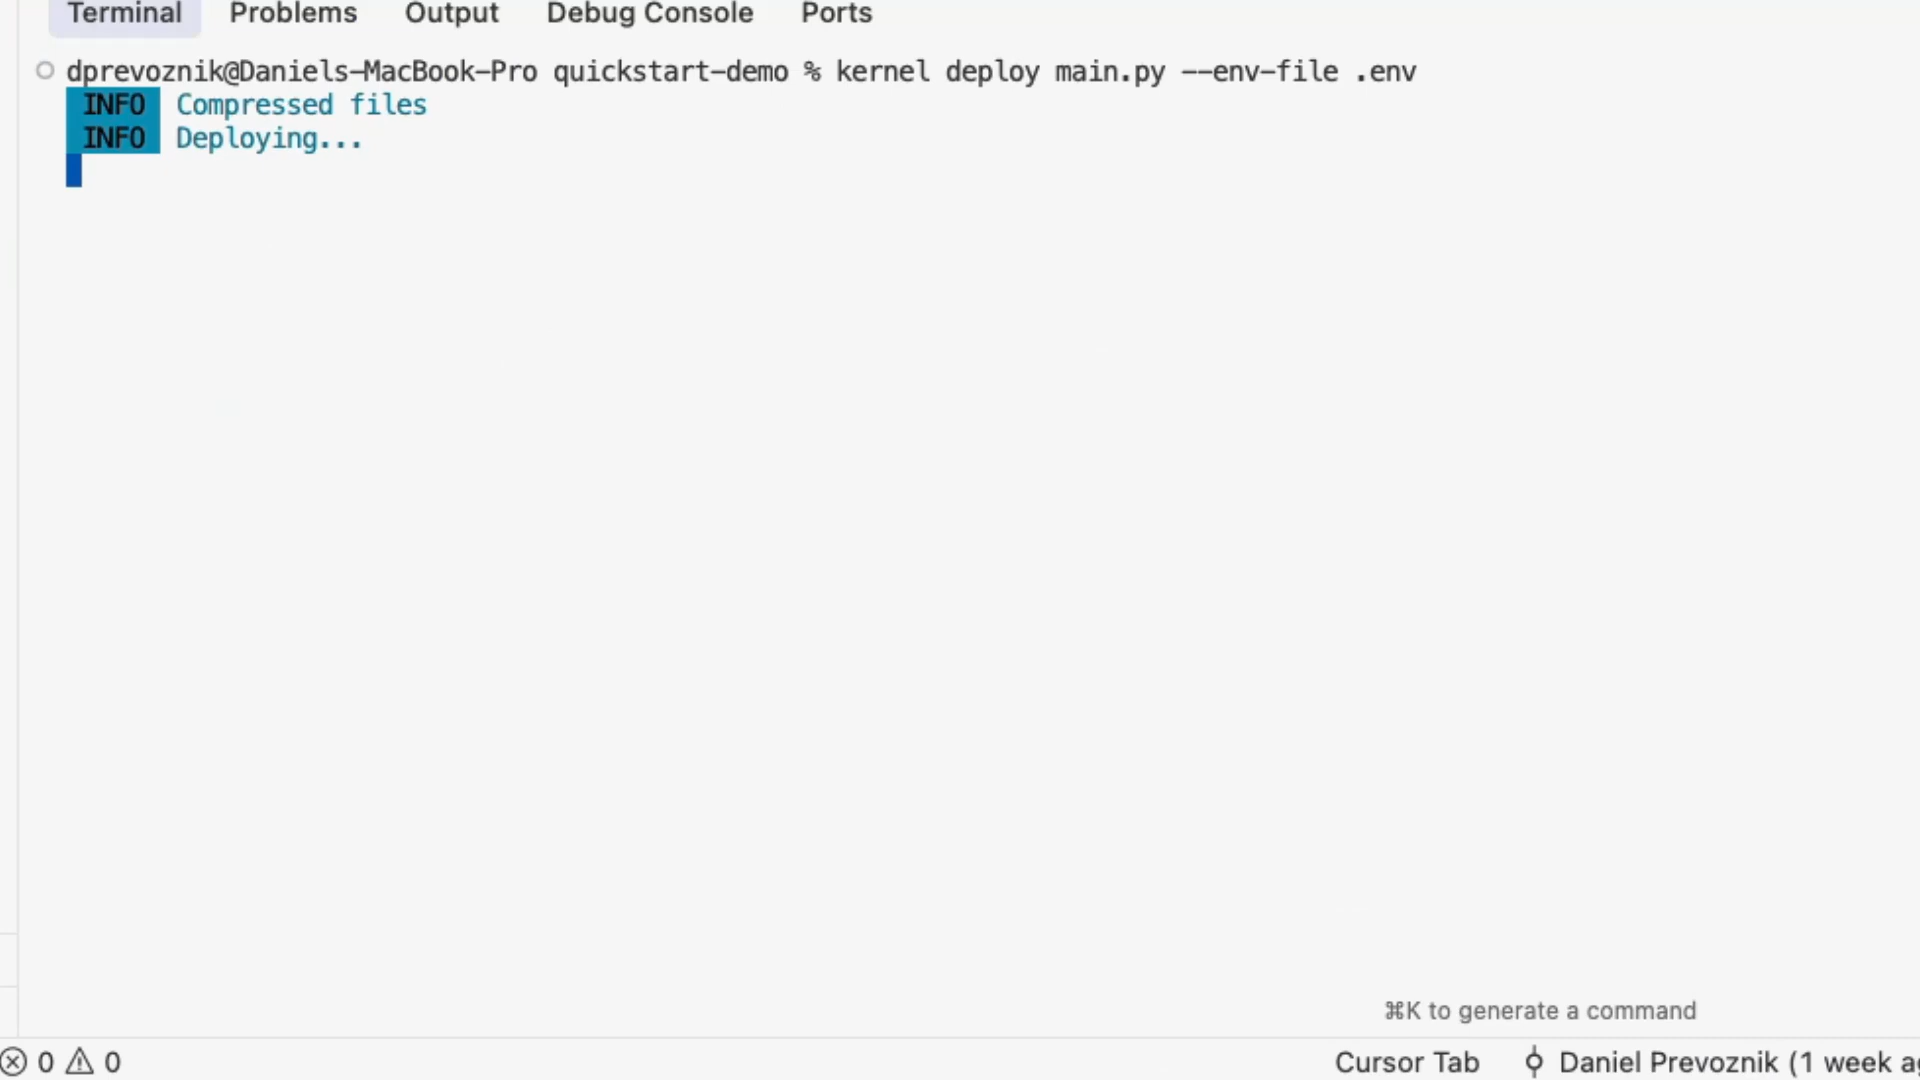 Terminal Problems Output Debug Console Ports
dprevoznik@Daniels-MacBook-Pro quickstart-demo % kernel deploy main.py --env-file .env
INFO Compressed files
INFO Deploying...
⌘K to generate a command
0 0 Cursor Tab Daniel Prevoznik (1 week ag